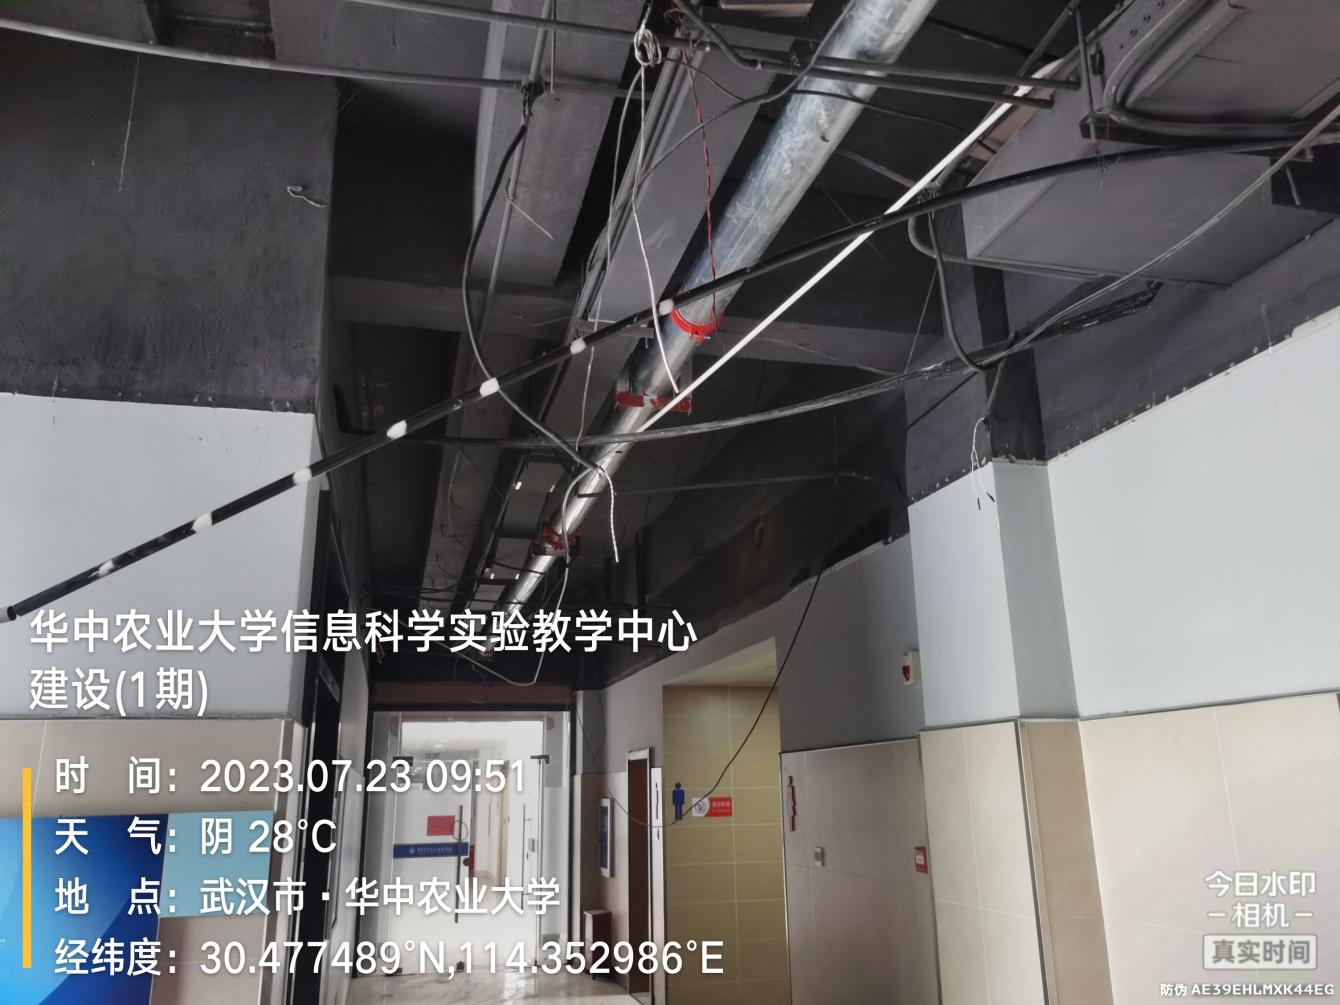 华中农业大学信息科学实验教学中心
建设(1期)
时 间：2023.07.23 09:51
天 气：阴 28°C
地 点：武汉市·华中农业大学
经纬度：30.477489°N,114.352986°E
今日水印
相机
真实时间
防伪 AE39EHLMXK44EG